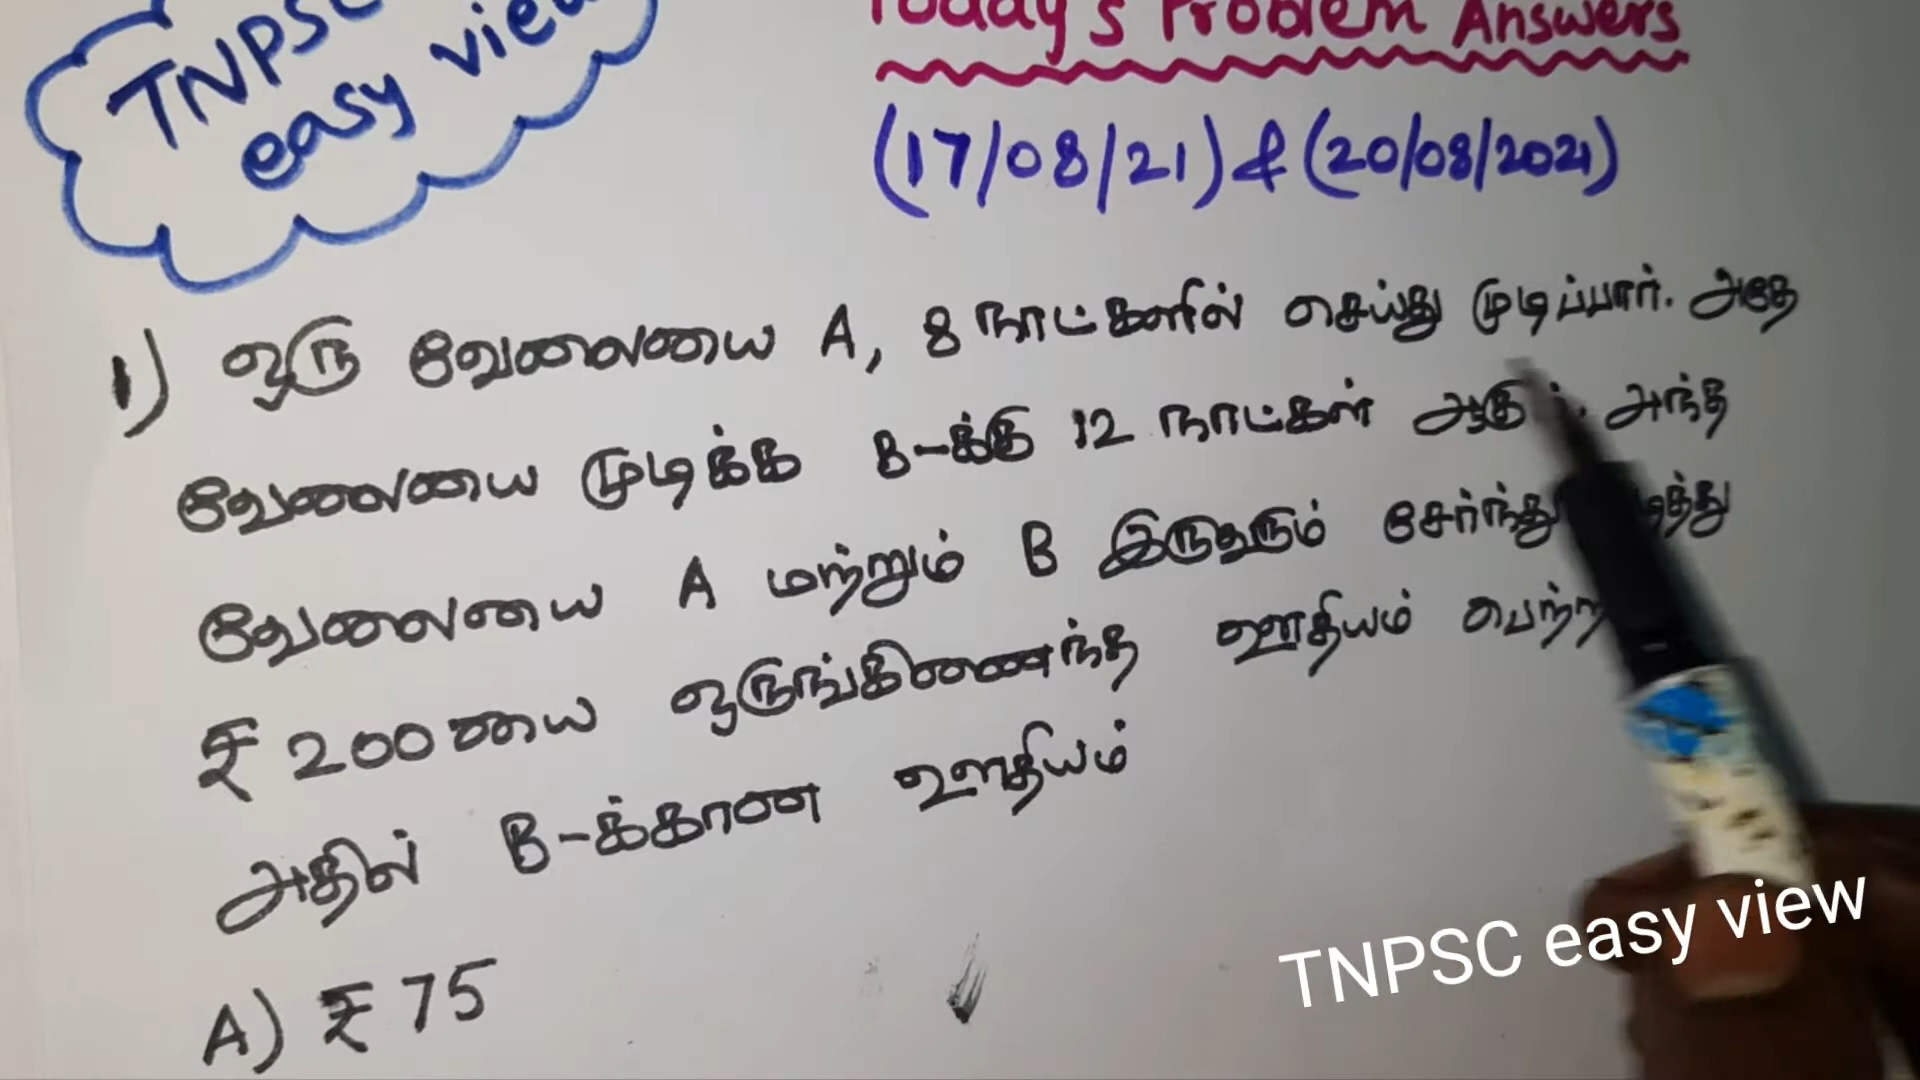 TNPSC
easy view
Today's Problem Answers
(17/08/21) & (20/08/2021)
1) ஒரு வேலையை A, 8 நாட்களில் செய்து முடிப்பார். அதே
வேலையை முடிக்க B-க்கு 12 நாட்கள் ஆகும். அந்த
வேலையை A மற்றும் B இருவரும் சேர்ந்து
₹ 200யை ஒருங்கிணைந்த ஊதியம்
அதில் B-க்கான ஊதியம்
A) ₹ 75
TNPSC easy view